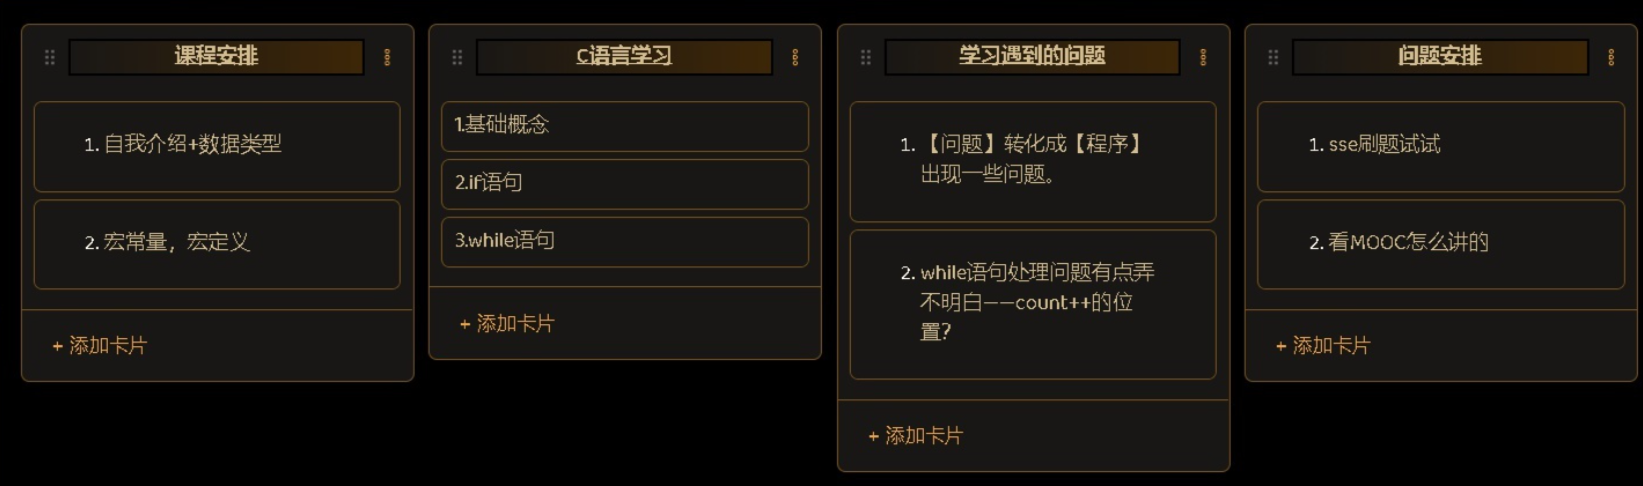 课程安排
1. 自我介绍+数据类型
2. 宏常量，宏定义
+ 添加卡片
C语言学习
1.基础概念
2.if语句
3.while语句
+ 添加卡片
学习遇到的问题
1. 【问题】转化成【程序】
出现一些问题。
2. while语句处理问题有点弄
不明白——count++的位
置？
+ 添加卡片
问题安排
1. sse刷题试试
2. 看MOOC怎么讲的
+ 添加卡片